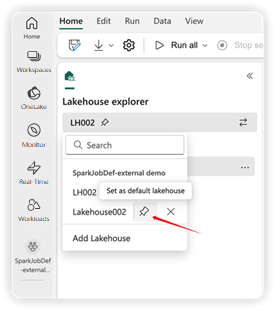 Home Edit Run Data View
Home
Run all Stop se
Workspaces
OneLake
Lakehouse explorer
LH002
Monitor
Search
Real-Time
SparkJobDef-external demo
LH002
Set as default lakehouse
Workloads
Lakehouse002
Add Lakehouse
SparkJobDef
-external...